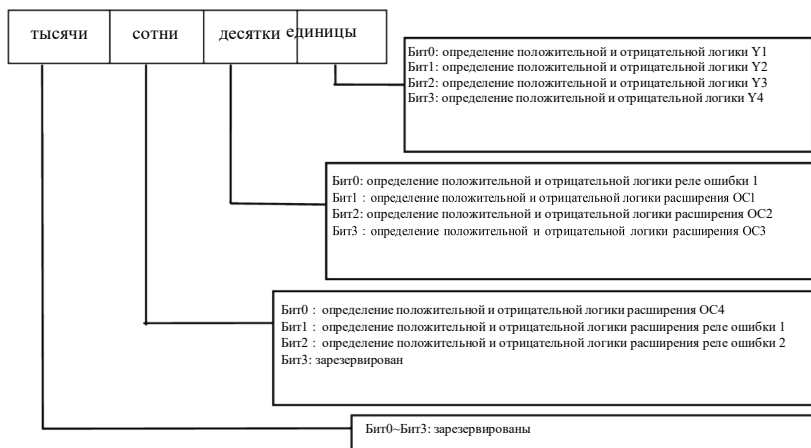 тысячи сотни десятки единицы
Бит0: определение положительной и отрицательной логики Y1
Бит1: определение положительной и отрицательной логики Y2
Бит2: определение положительной и отрицательной логики Y3
Бит3: определение положительной и отрицательной логики Y4
Бит0: определение положительной и отрицательной логики реле ошибки 1
Бит1 : определение положительной и отрицательной логики расширения ОС1
Бит2: определение положительной и отрицательной логики расширения ОС2
Бит3 : определение положительной и отрицательной логики расширения ОС3
Бит0 : определение положительной и отрицательной логики расширения ОС4
Бит1 : определение положительной и отрицательной логики расширения реле ошибки 1
Бит2 : определение положительной и отрицательной логики расширения реле ошибки 2
Бит3: зарезервирован
Бит0~Бит3: зарезервированы